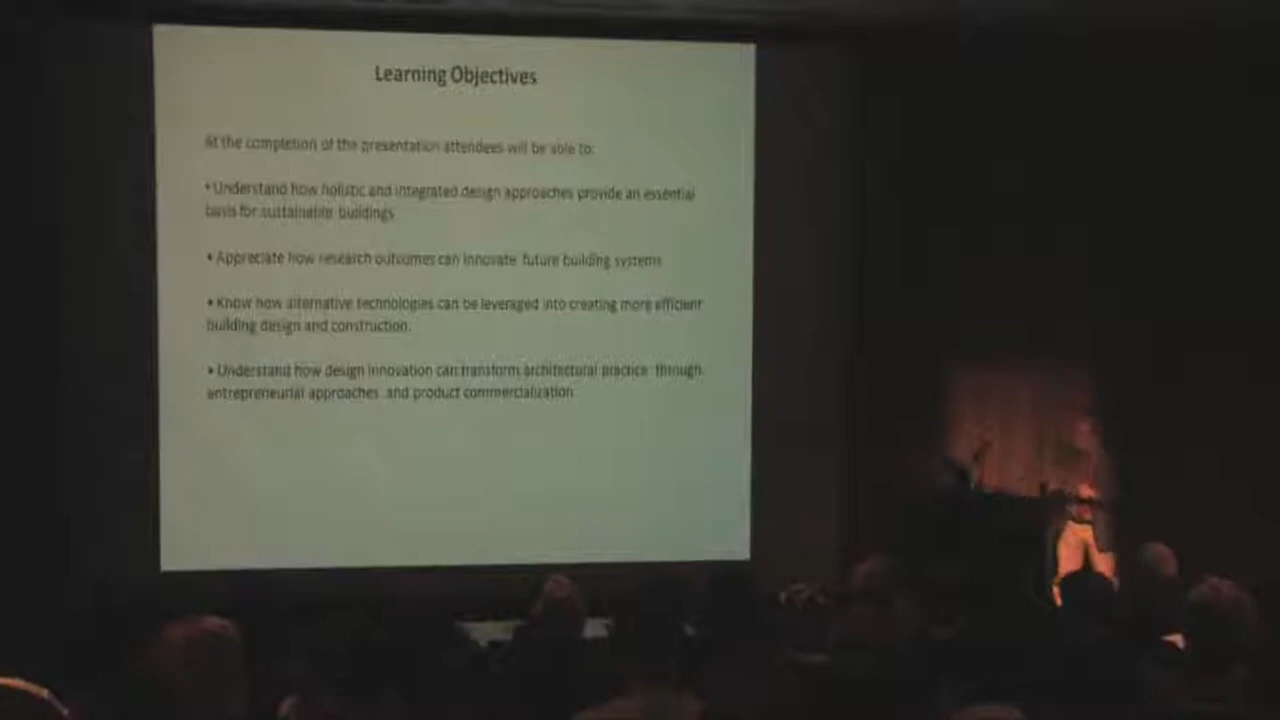 Learning Objectives
At the completion of the presentation attendees will be able to:
• Understand how holistic and integrated design approaches provide an essential
basis for sustainable buildings
• Appreciate how research outcomes can innovate future building systems
• Know how alternative technologies can be leveraged into creating more efficient
building design and construction.
• Understand how design innovation can transform architectural practice through
entrepreneurial approaches and product commercialization